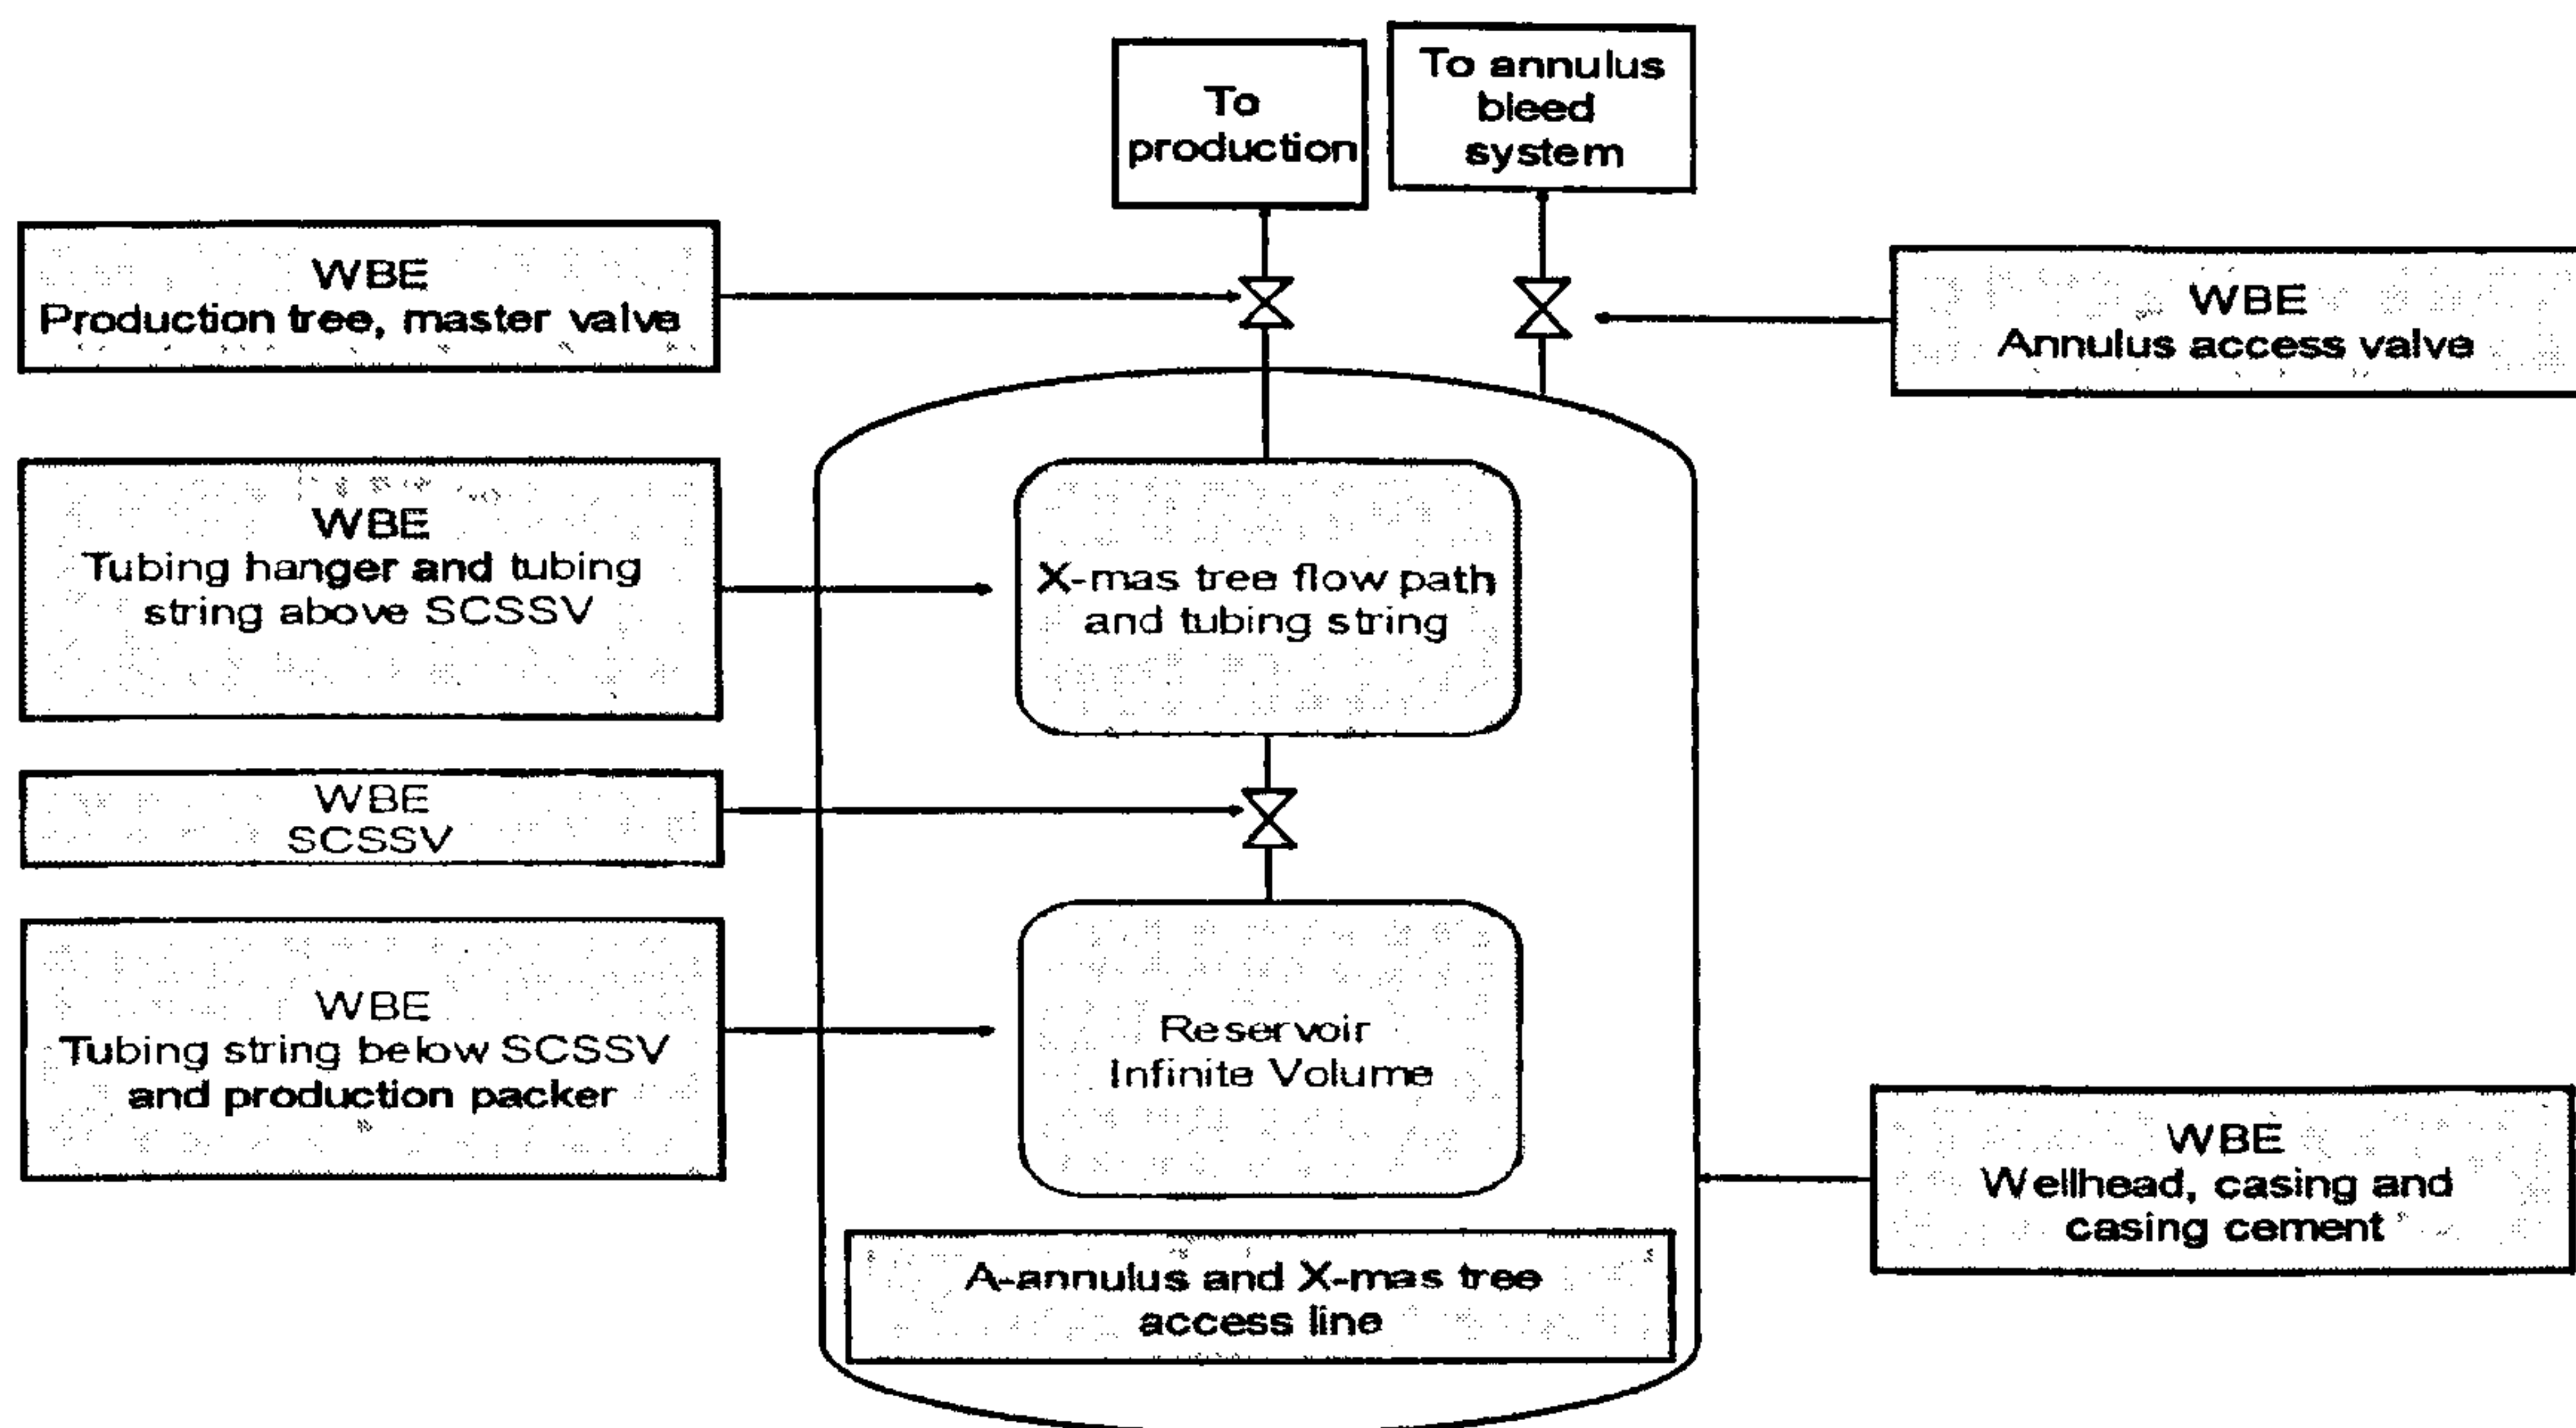 To
production
To annulus
bleed
system
WBE
Production tree, master valve
WBE
Annulus access valve
WBE
Tubing hanger and tubing
string above SCSSV
X-mas tree flow path
and tubing string
WBE
SCSSV
WBE
Tubing string below SCSSV
and production packer
Reservoir
Infinite Volume
WBE
Wellhead, casing and
casing cement
A-annulus and X-mas tree
access line